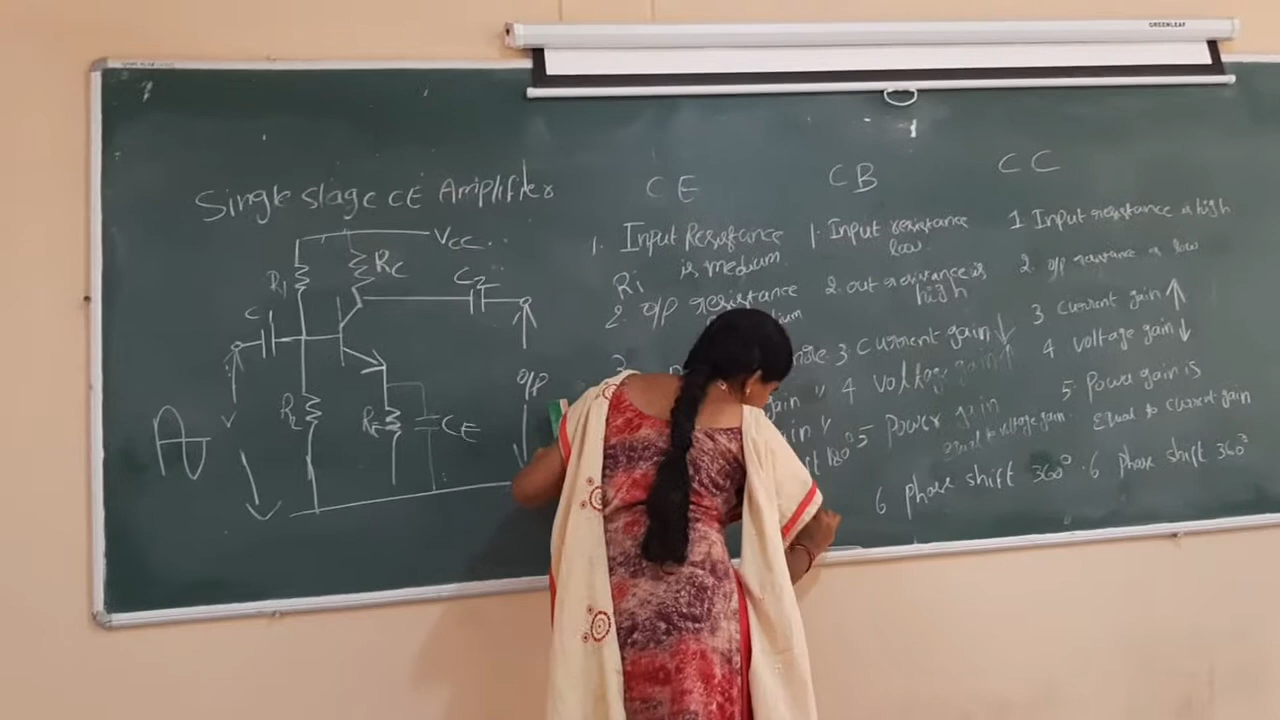 GREENLEAF
Single stage CE Amplifier
VCC
R1
RC
C2
C1
V
R2
RE
CE
O/P
CE
1. Input Resistance
is medium.
Ri
2. O/P resistance
3
180°
CB
1. Input resistance
low.
2. out resistance is
high
3 current gain ↓
4 voltage gain ↑
5 Power gain
equal to voltage gain.
6 phase shift 360°.
CC
1. Input resistance is high
2. O/P resistance is low
3 current gain ↑
4 voltage gain ↓
5 Power gain is
Equal to current gain
6 phase shift 360°